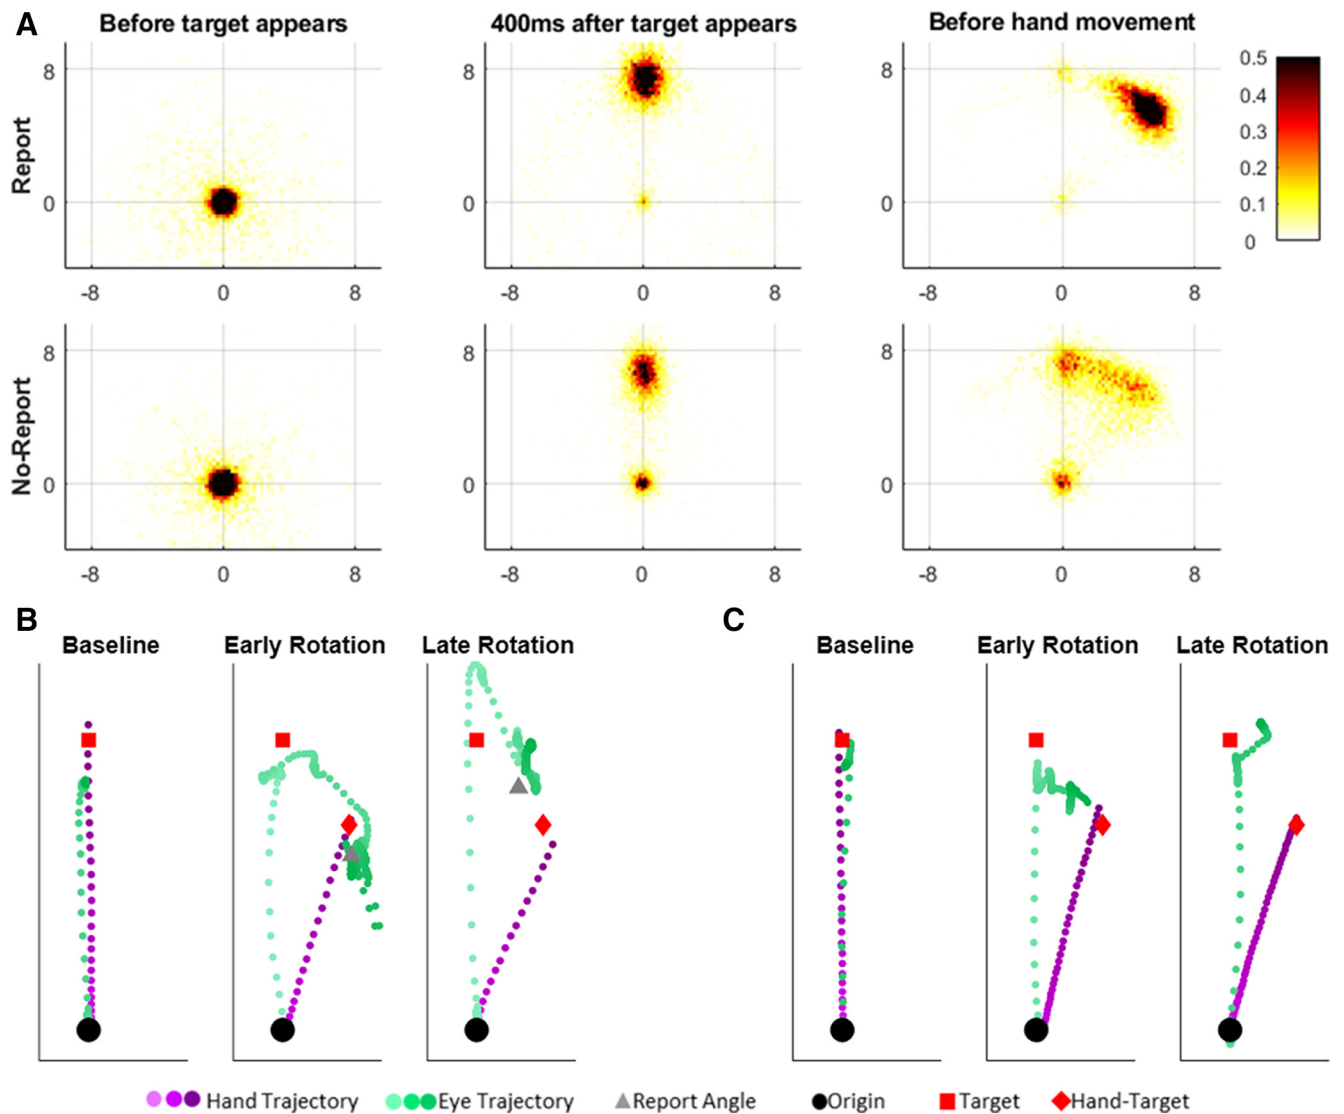 A
Before target appears
400ms after target appears
Before hand movement
Report
8
0
-8 0 8
8
0
-8 0 8
8
0
-8 0 8
0.5
0.4
0.3
0.2
0.1
0
No-Report
8
0
-8 0 8
8
0
-8 0 8
8
0
-8 0 8
B
Baseline
Early Rotation
Late Rotation
C
Baseline
Early Rotation
Late Rotation
Hand Trajectory Eye Trajectory Report Angle Origin Target Hand-Target